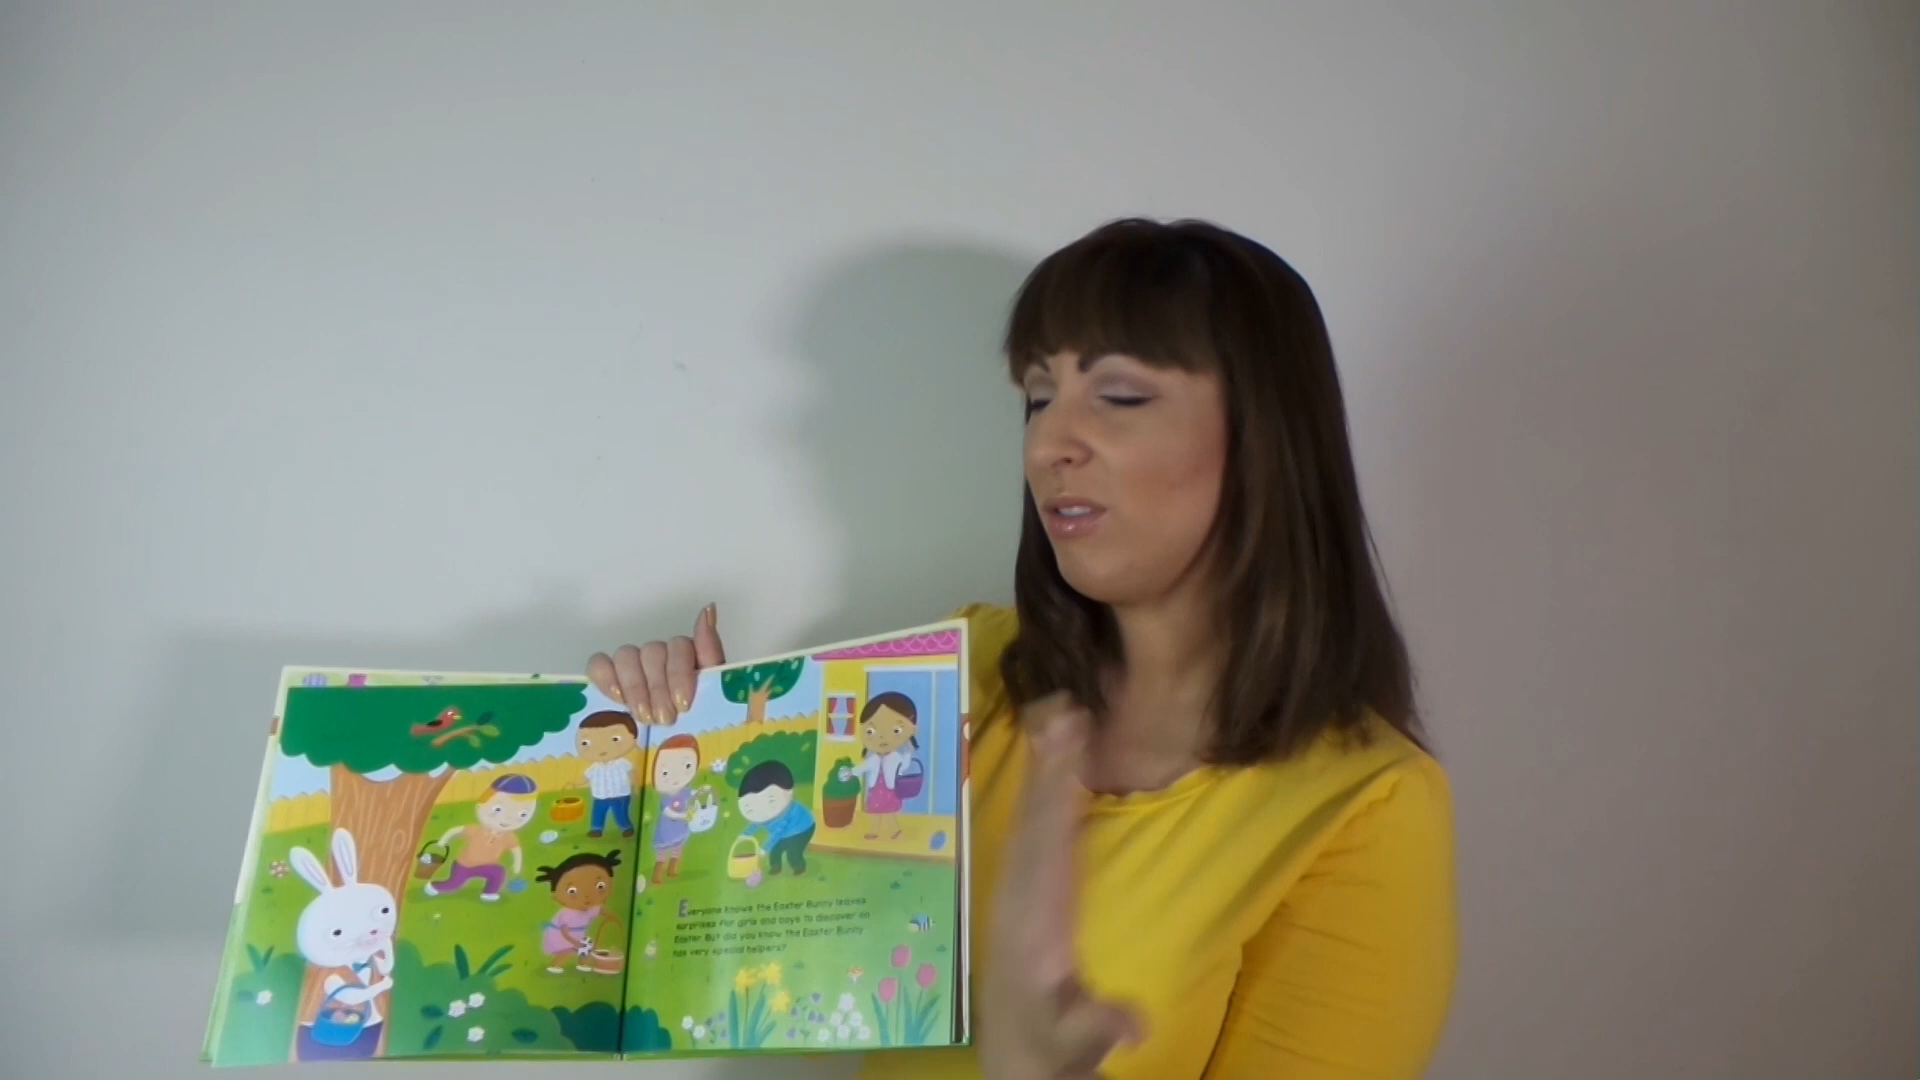 Everyone knows the Easter Bunny leaves
surprises for girls and boys to discover on
Easter. But did you know the Easter Bunny
has very special helpers?